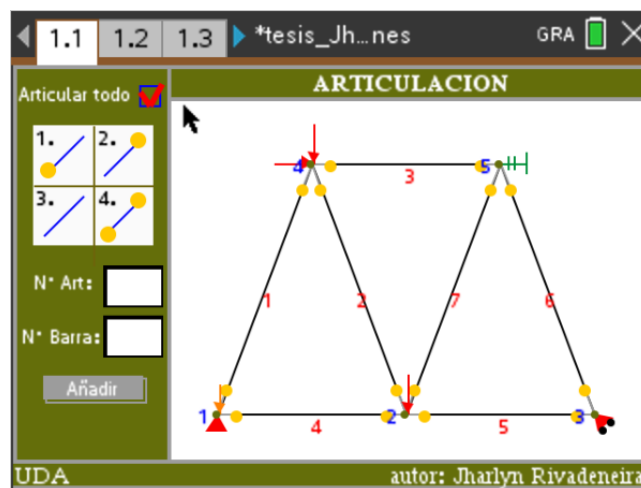 1.1 1.2 1.3 *tesis_Jh...nes GRA
ARTICULACION
Articular todo
1. 2.
3. 4.
N° Art:
N° Barra:
Añadir
4 3 5
1 2 7 6
1 4 2 5 3
UDA autor: Jharlyn Rivadeneira